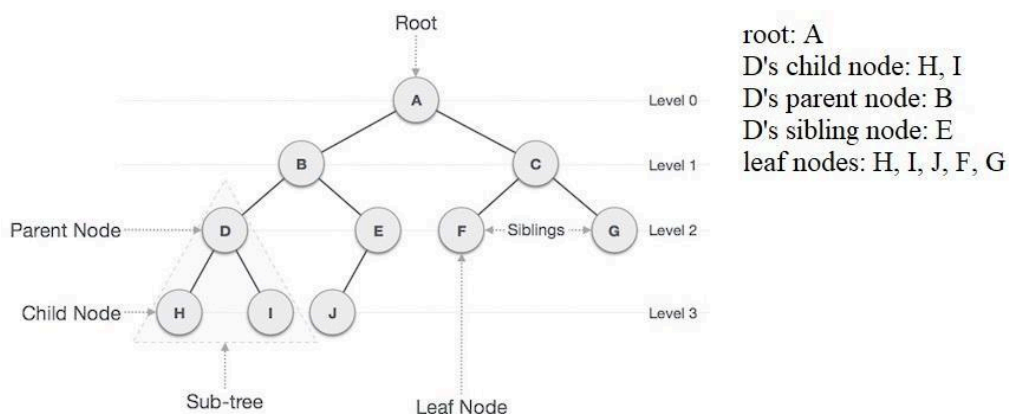 Root
root: A
D's child node: H, I
D's parent node: B
D's sibling node: E
leaf nodes: H, I, J, F, G
A
Level 0
B
C
Level 1
Parent Node
D
E
F
Siblings
G
Level 2
Child Node
H
I
J
Level 3
Sub-tree
Leaf Node